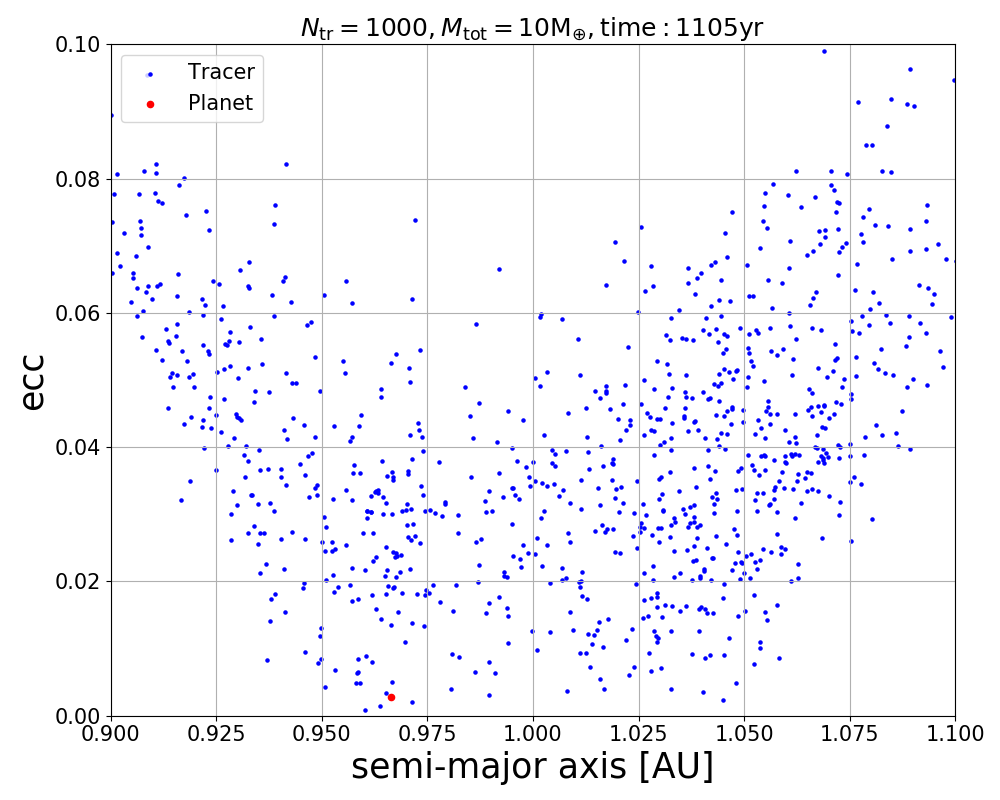 N_tr = 1000, M_tot = 10M_⊕, time : 1105yr
Tracer
Planet
0.10
0.08
0.06
0.04
0.02
0.00
ecc
0.900 0.925 0.950 0.975 1.000 1.025 1.050 1.075 1.100
semi-major axis [AU]